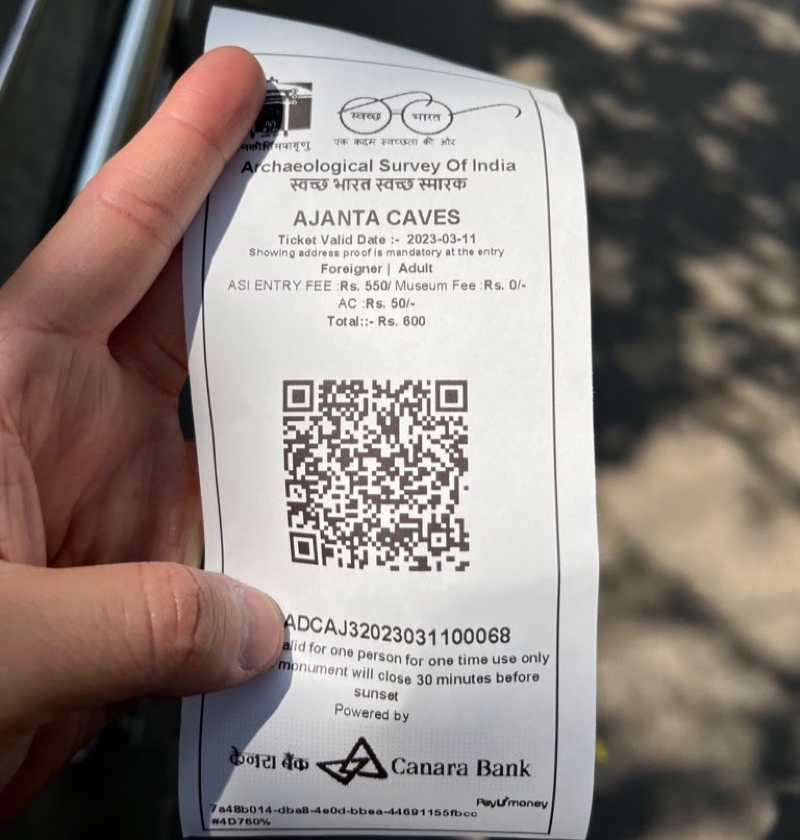 स्वच्छ भारत
एक कदम स्वच्छता की ओर
Archaeological Survey Of India
स्वच्छ भारत स्वच्छ स्मारक
AJANTA CAVES
Ticket Valid Date :- 2023-03-11
Showing address proof is mandatory at the entry
Foreigner | Adult
ASI ENTRY FEE :Rs. 550/ Museum Fee :Rs. 0/-
AC :Rs. 50/-
Total::- Rs. 600
ADCAJ32023031100068
alid for one person for one time use only
monument will close 30 minutes before
sunset
Powered by
केनरा बैंक Canara Bank
PayUmoney
7a48b014-dba8-4e0d-bbea-44691155fbcc
#4D760%